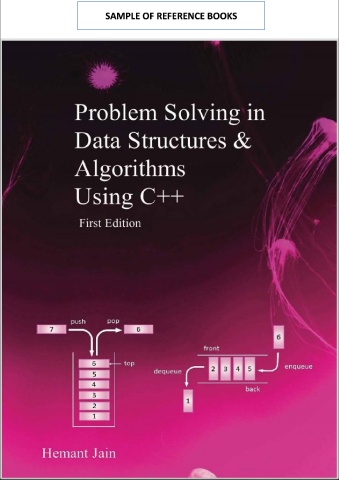 SAMPLE OF REFERENCE BOOKS
Problem Solving in
Data Structures &
Algorithms
Using C++
First Edition
push
pop
7
6
6
top
5
4
3
2
1
6
front
dequeue
2 3 4 5
enqueue
back
1
Hemant Jain